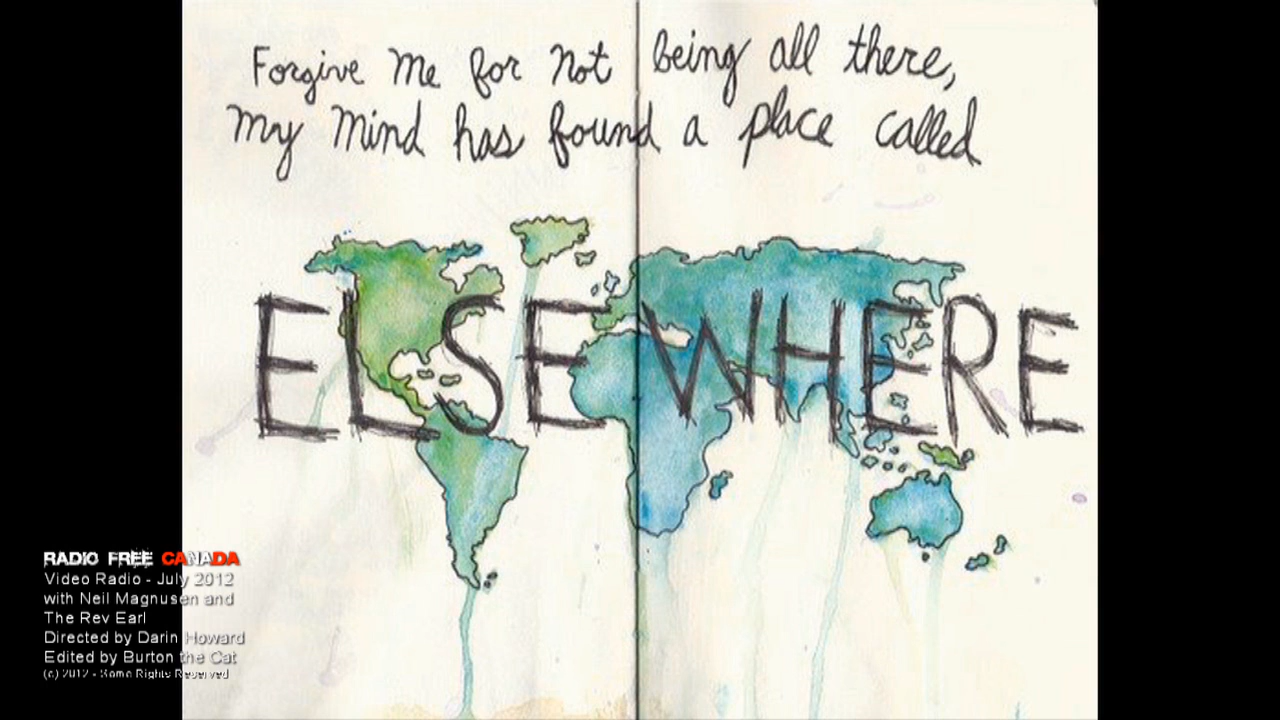 Forgive me for not being all there,
my mind has found a place called
ELSEWHERE
RADIO FREE CANADA
Video Radio - July 2012
with Neil Magnusen and
The Rev Earl
Directed by Darin Howard
Edited by Burton the Cat
(c) 2012 - Some Rights Reserved